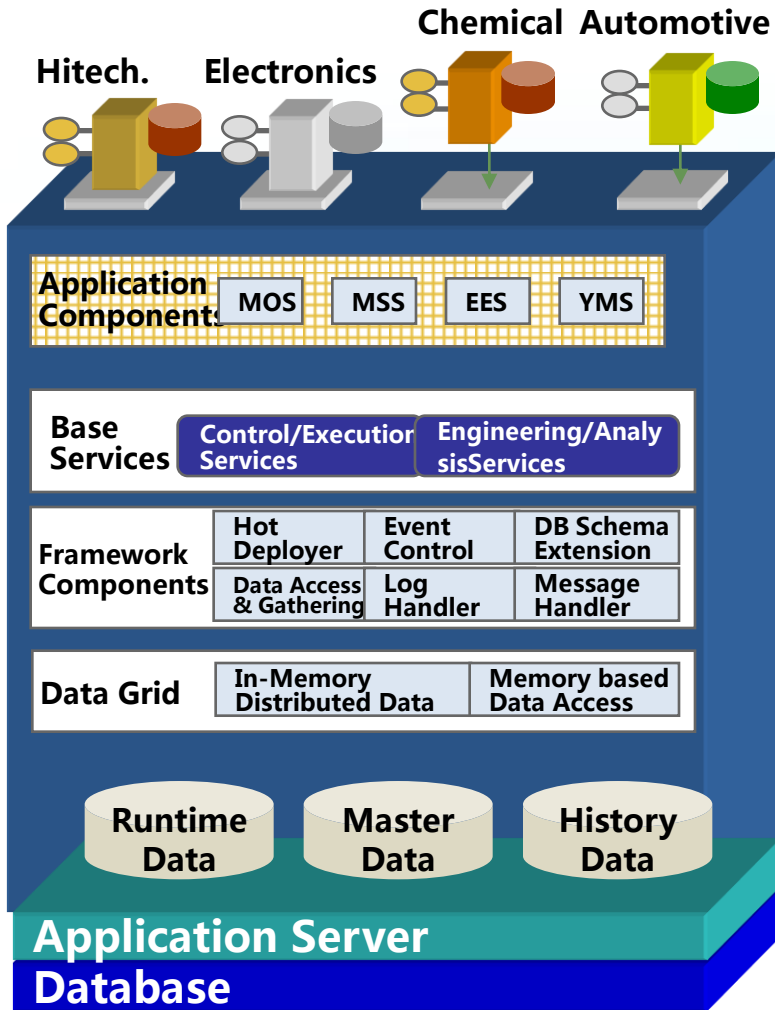 Chemical Automotive
Hitech. Electronics
Application
Components
MOS
MSS
EES
YMS
Base
Services
Control/Execution
Services
Engineering/Analy
sisServices
Framework
Components
Hot
Deployer
Event
Control
DB Schema
Extension
Data Access
& Gathering
Log
Handler
Message
Handler
Data Grid
In-Memory
Distributed Data
Memory based
Data Access
Runtime
Data
Master
Data
History
Data
Application Server
Database